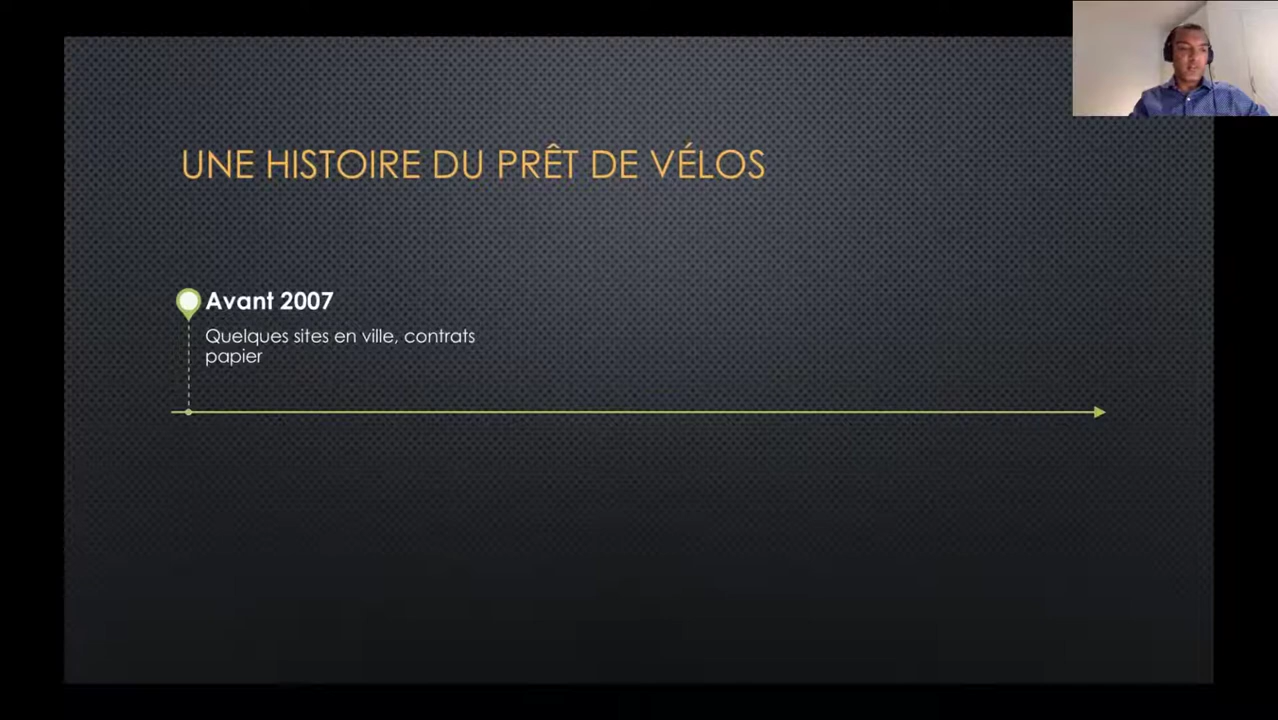 UNE HISTOIRE DU PRÊT DE VÉLOS
Avant 2007
Quelques sites en ville, contrats
papier